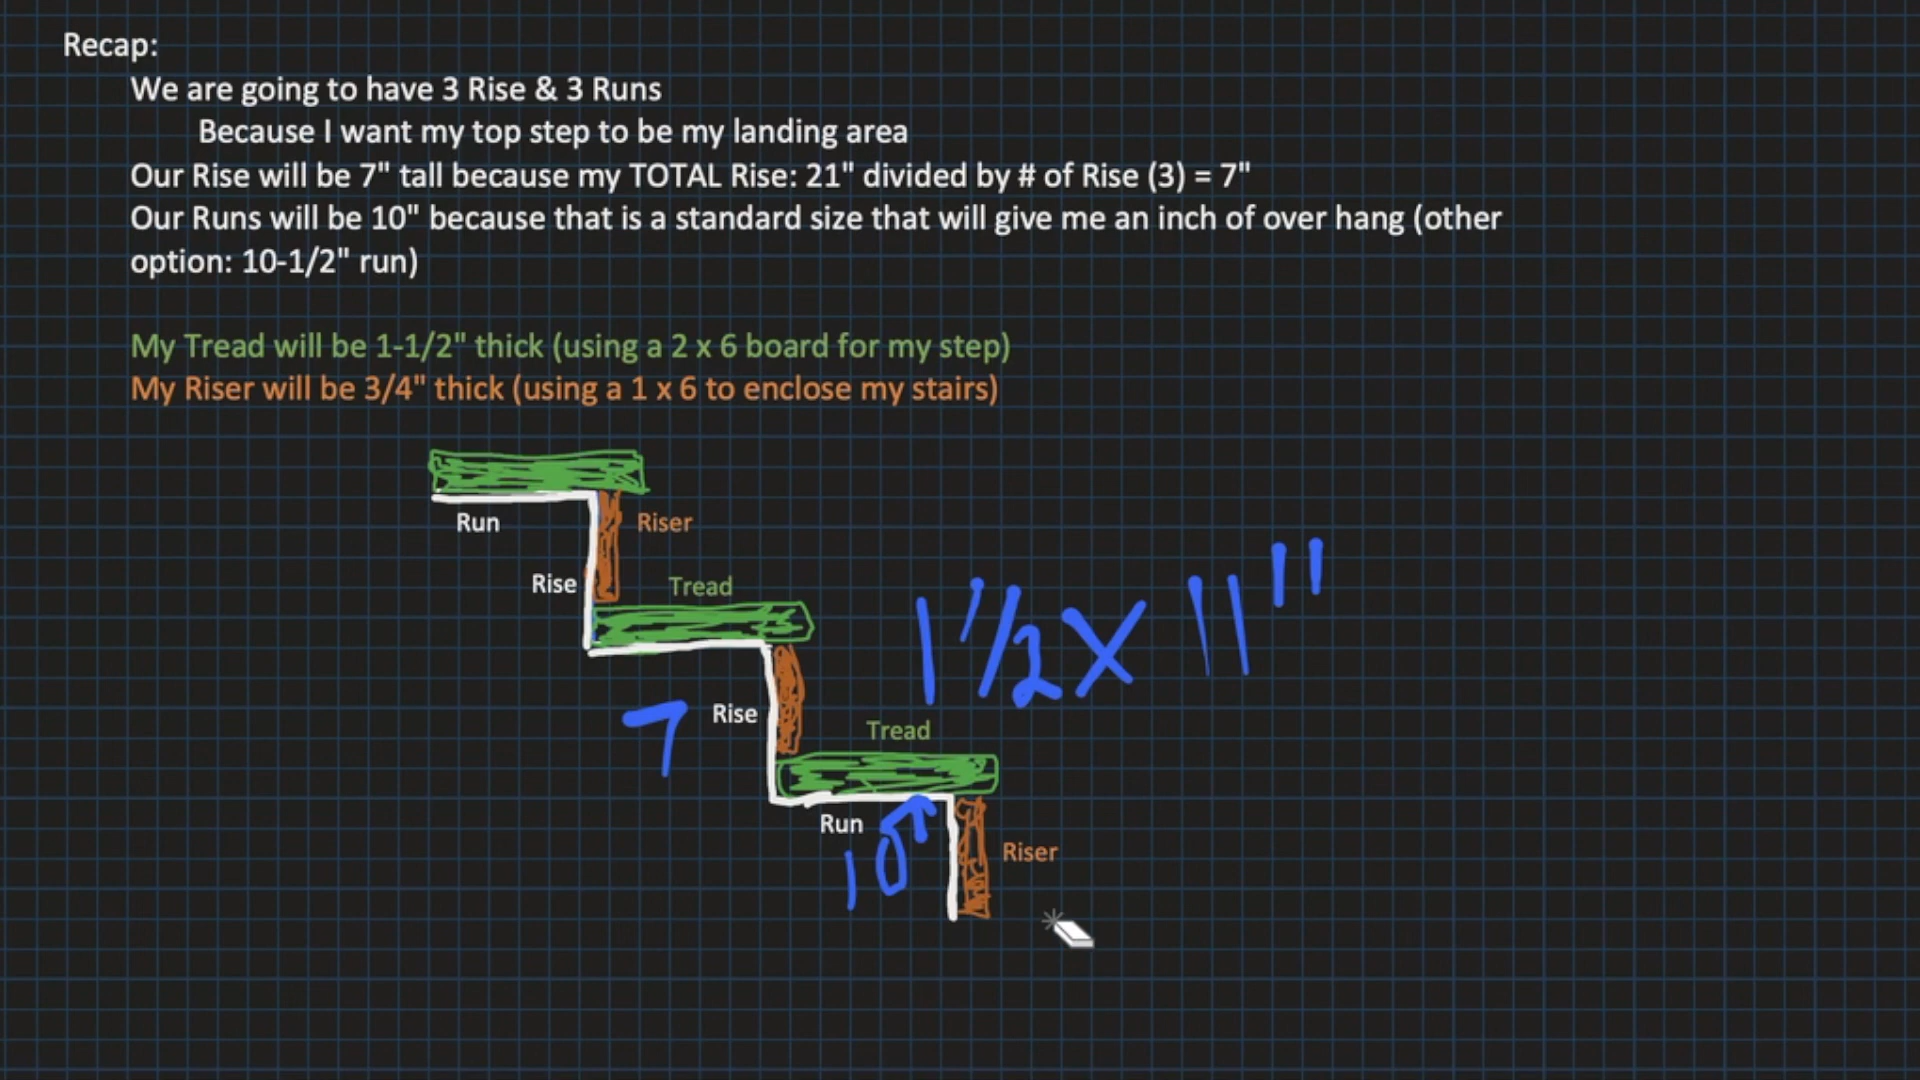 Recap:
We are going to have 3 Rise & 3 Runs
Because I want my top step to be my landing area
Our Rise will be 7" tall because my TOTAL Rise: 21" divided by # of Rise (3) = 7"
Our Runs will be 10" because that is a standard size that will give me an inch of over hang (other
option: 10-1/2" run)
My Tread will be 1-1/2" thick (using a 2 x 6 board for my step)
My Riser will be 3/4" thick (using a 1 x 6 to enclose my stairs)
Run
Riser
Rise
Tread
1 1/2 X 11"
7
Rise
Tread
Run
10
Riser